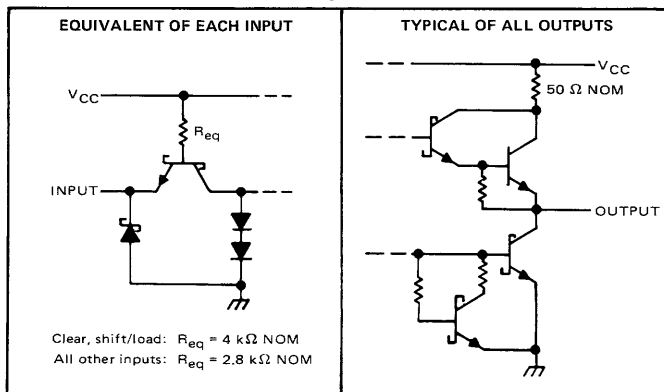 EQUIVALENT OF EACH INPUT
VCC
Req
INPUT
Clear, shift/load: Req = 4 kΩ NOM
All other inputs: Req = 2.8 kΩ NOM
TYPICAL OF ALL OUTPUTS
VCC
50 Ω NOM
OUTPUT